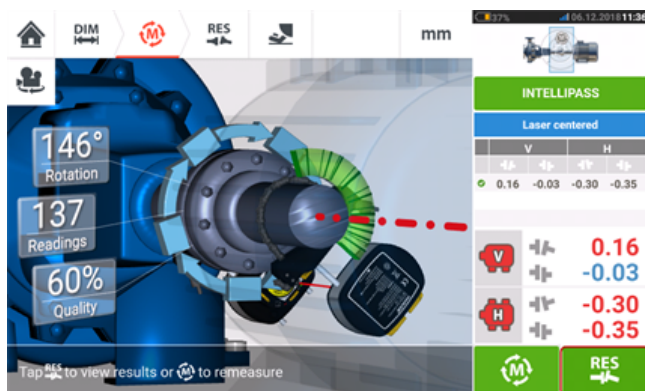 DIM
M
RES
mm
37%
06.12.2018 11:36
146°
Rotation
137
Readings
60%
Quality
INTELLIPASS
Laser centered
V H
0.16 -0.03 -0.30 -0.35
V
0.16
-0.03
H
-0.30
-0.35
Tap RES to view results or M to remeasure
M
RES